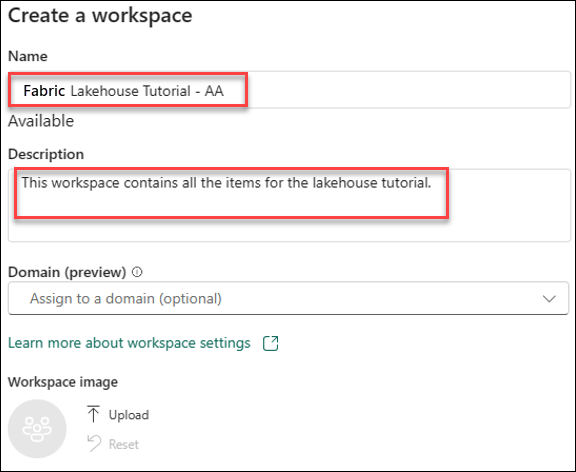 Create a workspace
Name
Fabric Lakehouse Tutorial - AA
Available
Description
This workspace contains all the items for the lakehouse tutorial.
Domain (preview)
Assign to a domain (optional)
Learn more about workspace settings
Workspace image
Upload
Reset